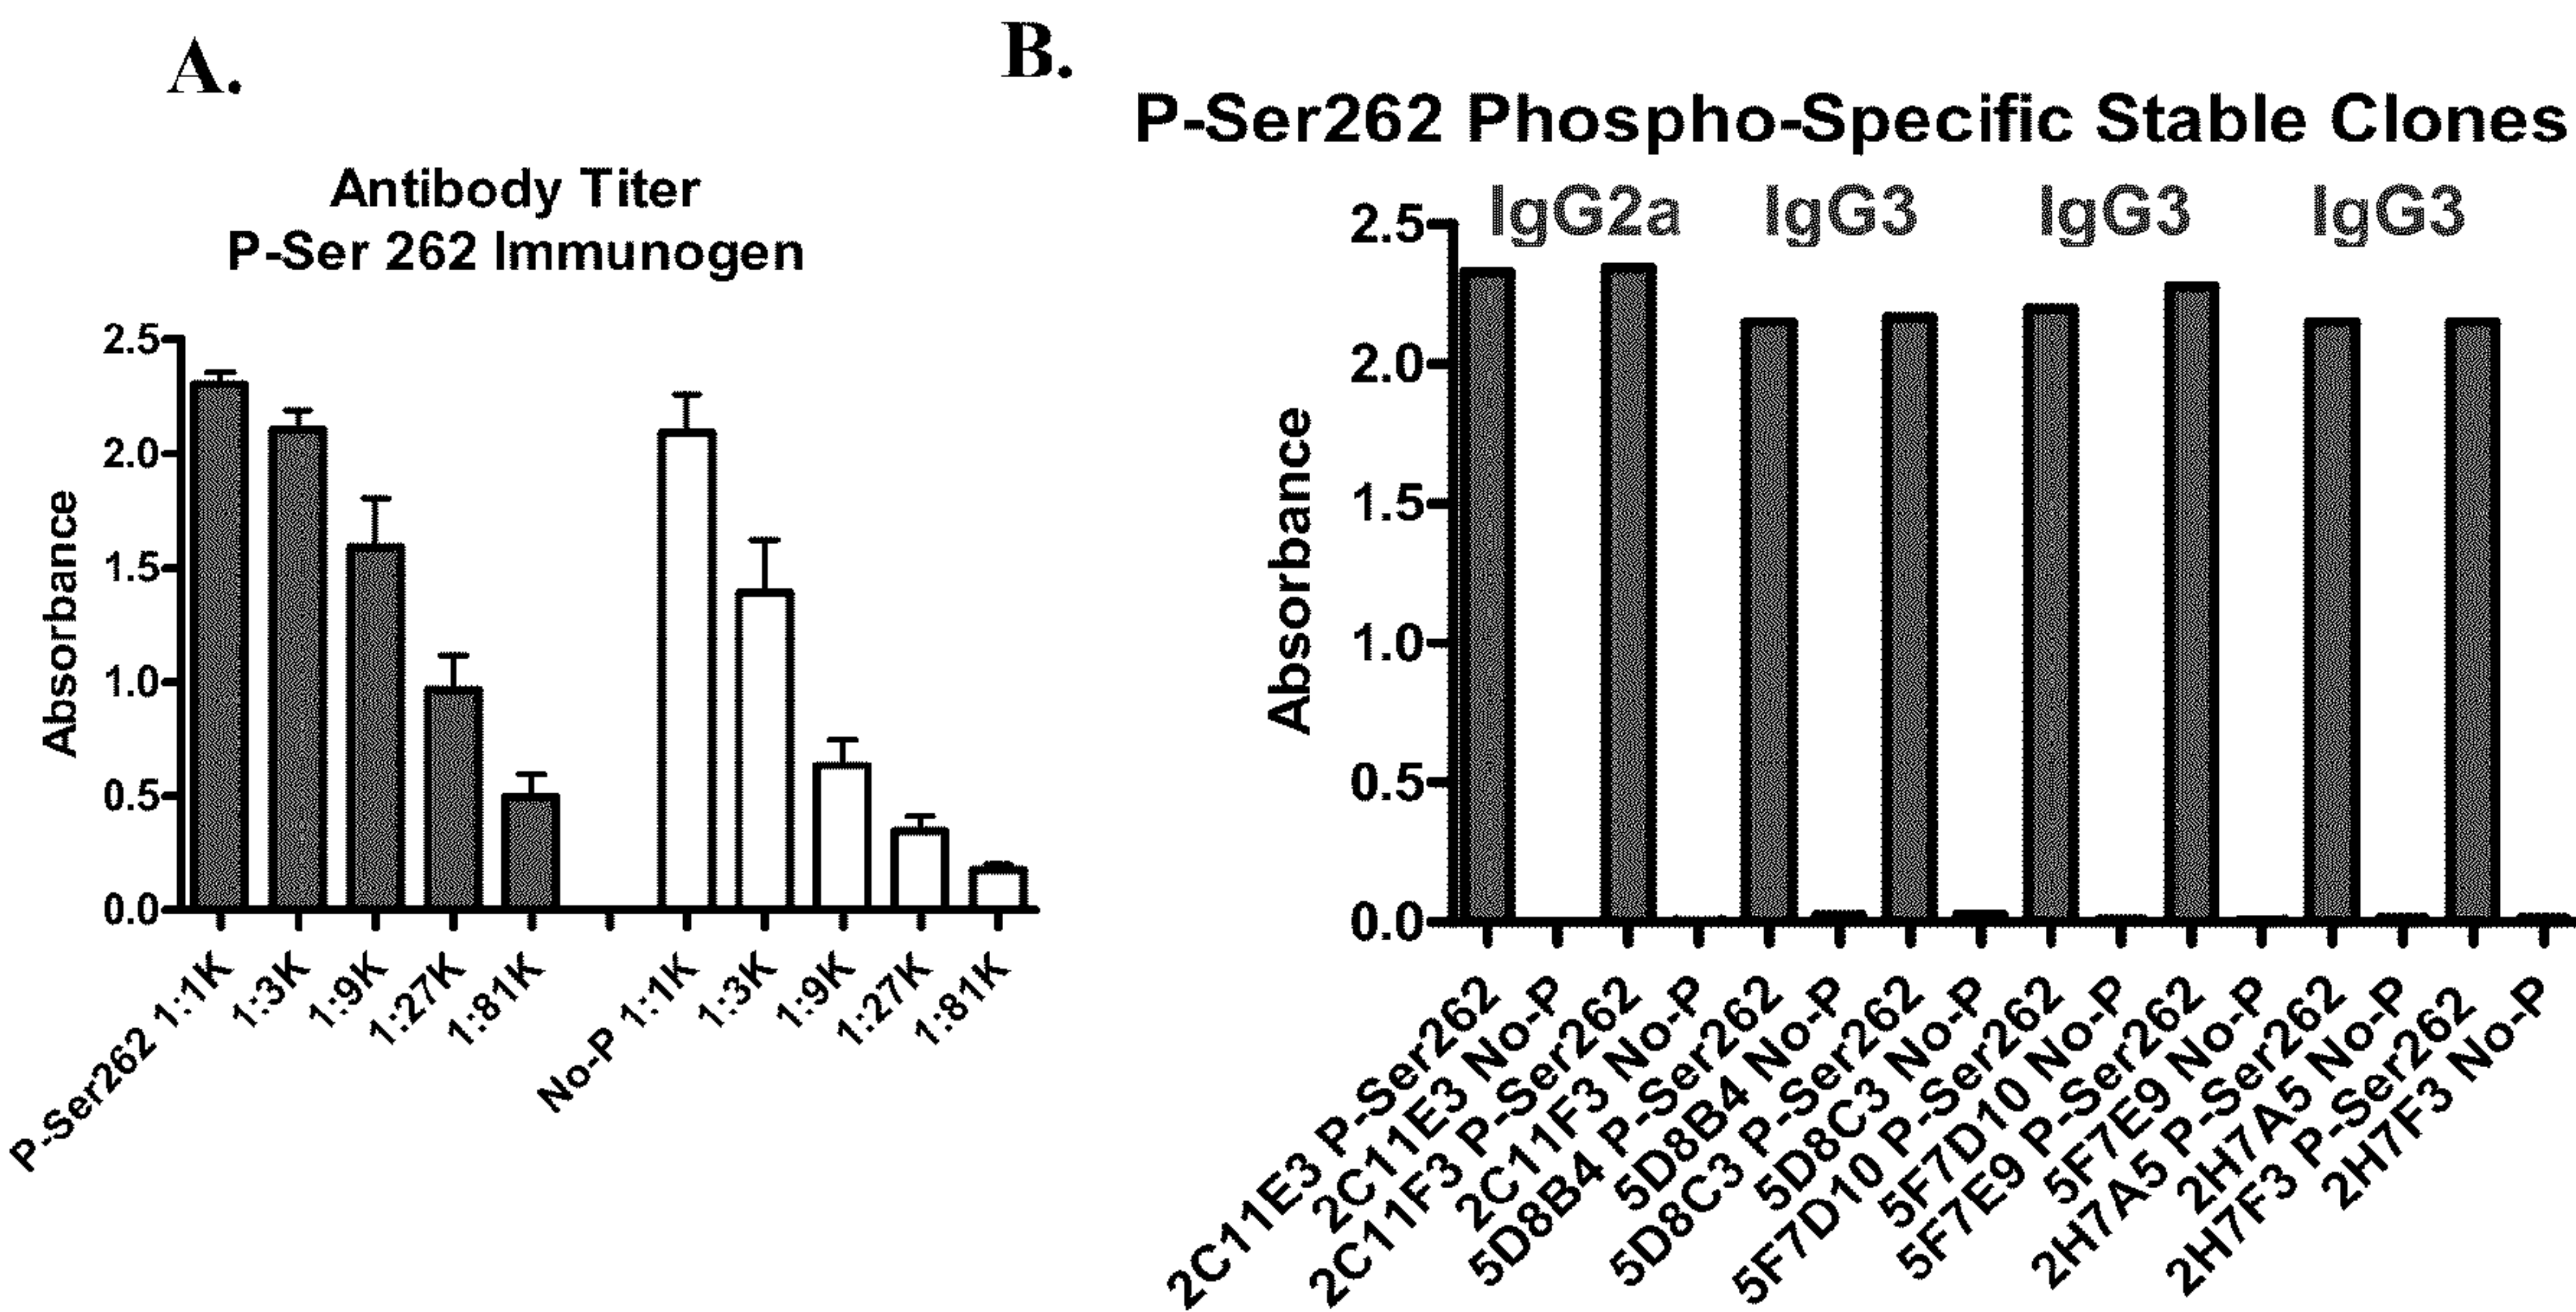 A.
Antibody Titer
P-Ser 262 Immunogen
Absorbance
2.5
2.0
1.5
1.0
0.5
0.0
P-Ser262 1:1K
1:3K
1:9K
1:27K
1:81K
No-P 1:1K
1:3K
1:9K
1:27K
1:81K
B.
P-Ser262 Phospho-Specific Stable Clones
IgG2a IgG3 IgG3 IgG3
Absorbance
2.5
2.0
1.5
1.0
0.5
0.0
2C11E3 P-Ser262
2C11E3 No-P
2C11F3 P-Ser262
2C11F3 No-P
5D8B4 P-Ser262
5D8B4 No-P
5D8C3 P-Ser262
5D8C3 No-P
5F7D10 P-Ser262
5F7D10 No-P
5F7E9 P-Ser262
5F7E9 No-P
2H7A5 P-Ser262
2H7A5 No-P
2H7F3 P-Ser262
2H7F3 No-P